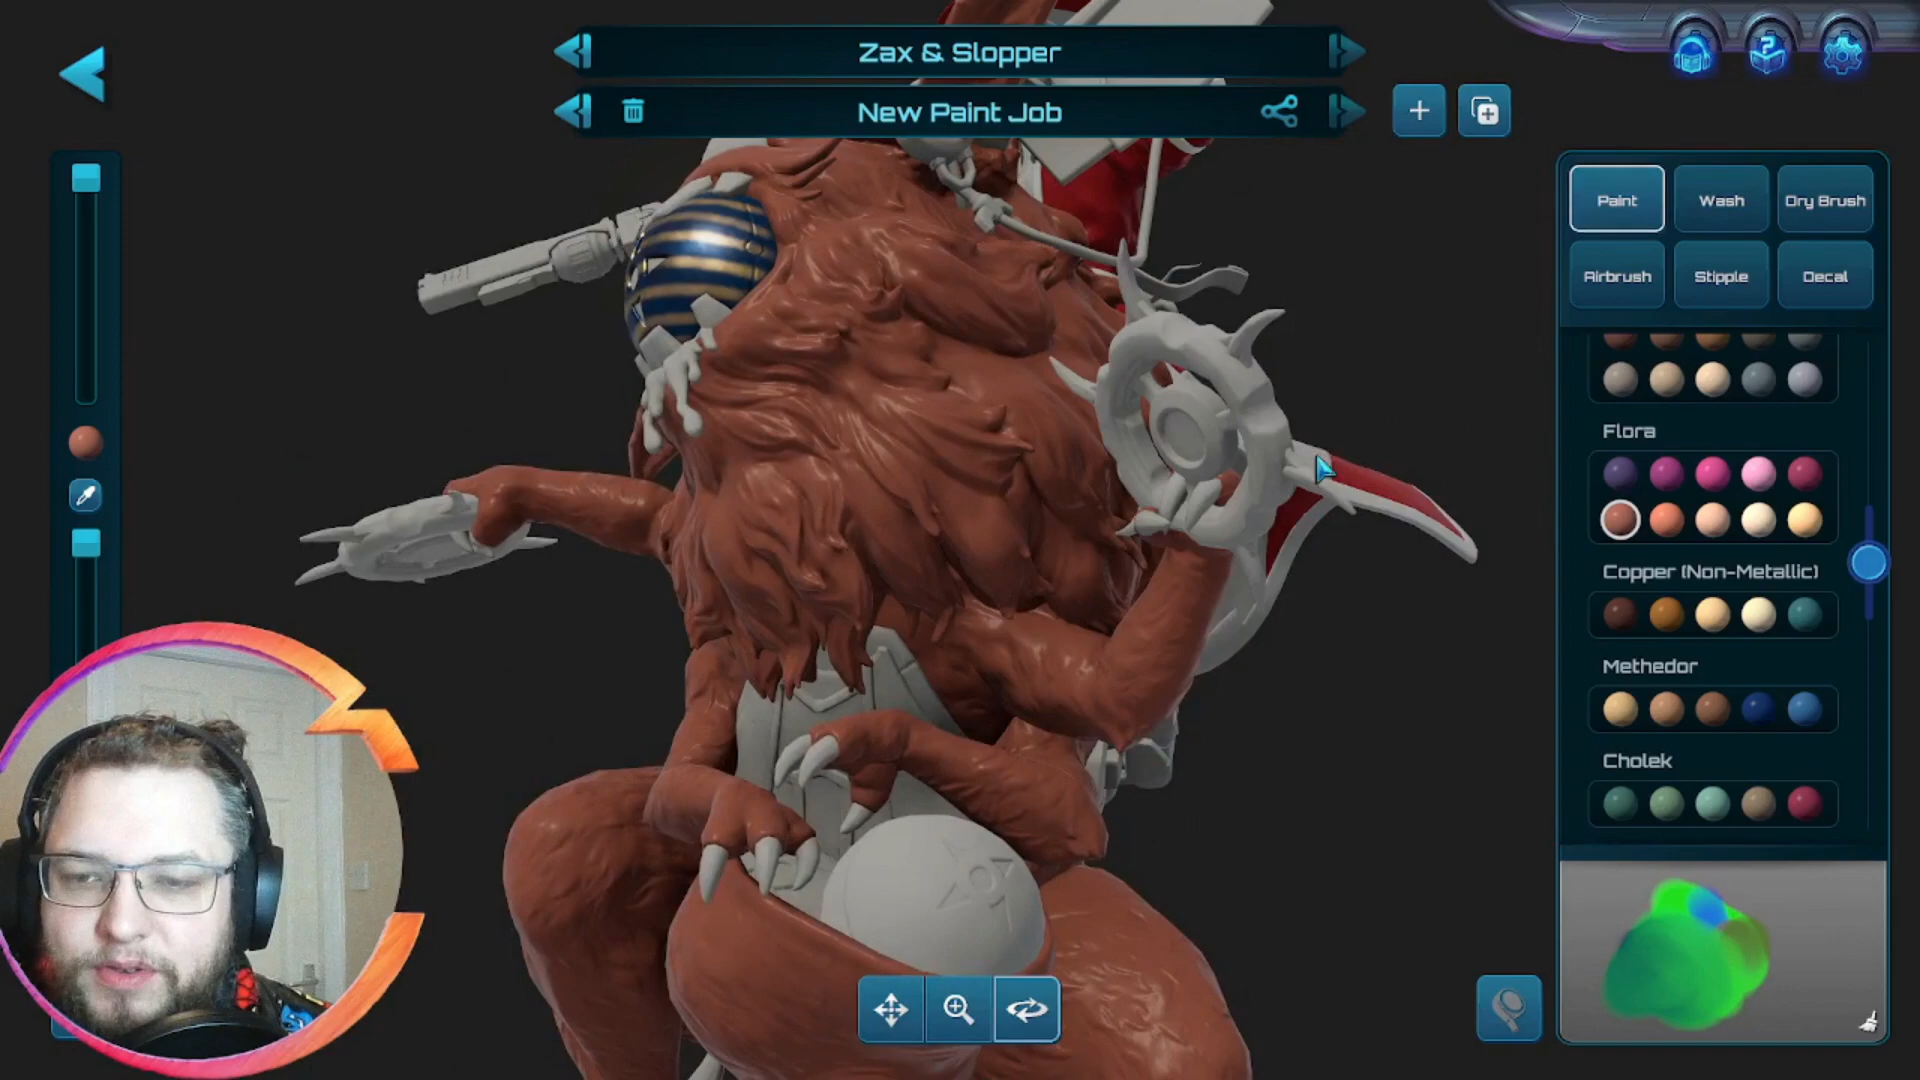 Zax & Slopper
New Paint Job
Paint
Wash
Dry Brush
Airbrush
Stipple
Decal
Flora
Copper (Non-Metallic)
Methedor
Cholek